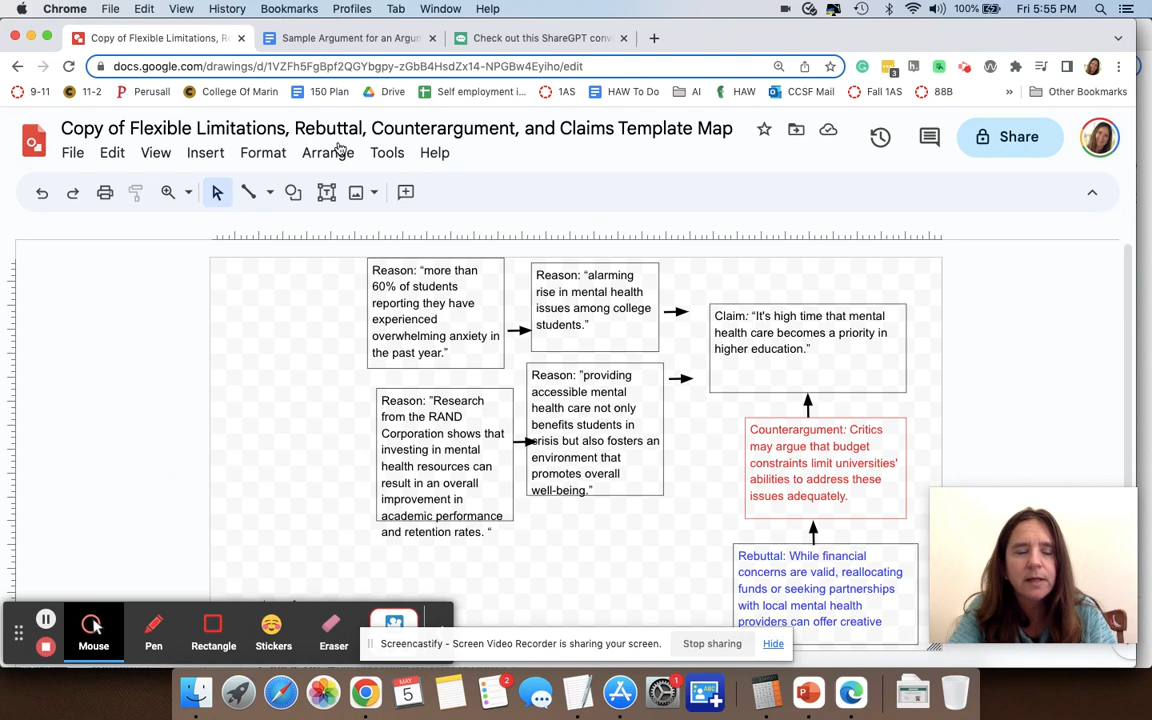 Chrome File Edit View History Bookmarks Profiles Tab Window Help 100% Fri 5:55 PM
Copy of Flexible Limitations, R Sample Argument for an Argum Check out this ShareGPT conv
docs.google.com/drawings/d/1VZFh5FgBpf2QGYbgpy-zGbB4HsdZx14-NPGBw4Eyiho/edit 3
9-11 11-2 Perusall College Of Marin 150 Plan Drive Self employment i... 1AS HAW To Do AI HAW CCSF Mail Fall 1AS 88B » Other Bookmarks
Copy of Flexible Limitations, Rebuttal, Counterargument, and Claims Template Map
File Edit View Insert Format Arrange Tools Help
Share
Reason: “more than
60% of students
reporting they have
experienced
overwhelming anxiety in
the past year.”
Reason: “alarming
rise in mental health
issues among college
students.”
Claim: “It's high time that mental
health care becomes a priority in
higher education.”
Reason: ”Research
from the RAND
Corporation shows that
investing in mental
health resources can
result in an overall
improvement in
academic performance
and retention rates. “
Reason: ”providing
accessible mental
health care not only
benefits students in
crisis but also fosters an
environment that
promotes overall
well-being.”
Counterargument: Critics
may argue that budget
constraints limit universities'
abilities to address these
issues adequately.
Rebuttal: While financial
concerns are valid, reallocating
funds or seeking partnerships
with local mental health
providers can offer creative
Mouse Pen Rectangle Stickers Eraser
Screencastify - Screen Video Recorder is sharing your screen. Stop sharing Hide
MAY
5
2
1
ABC